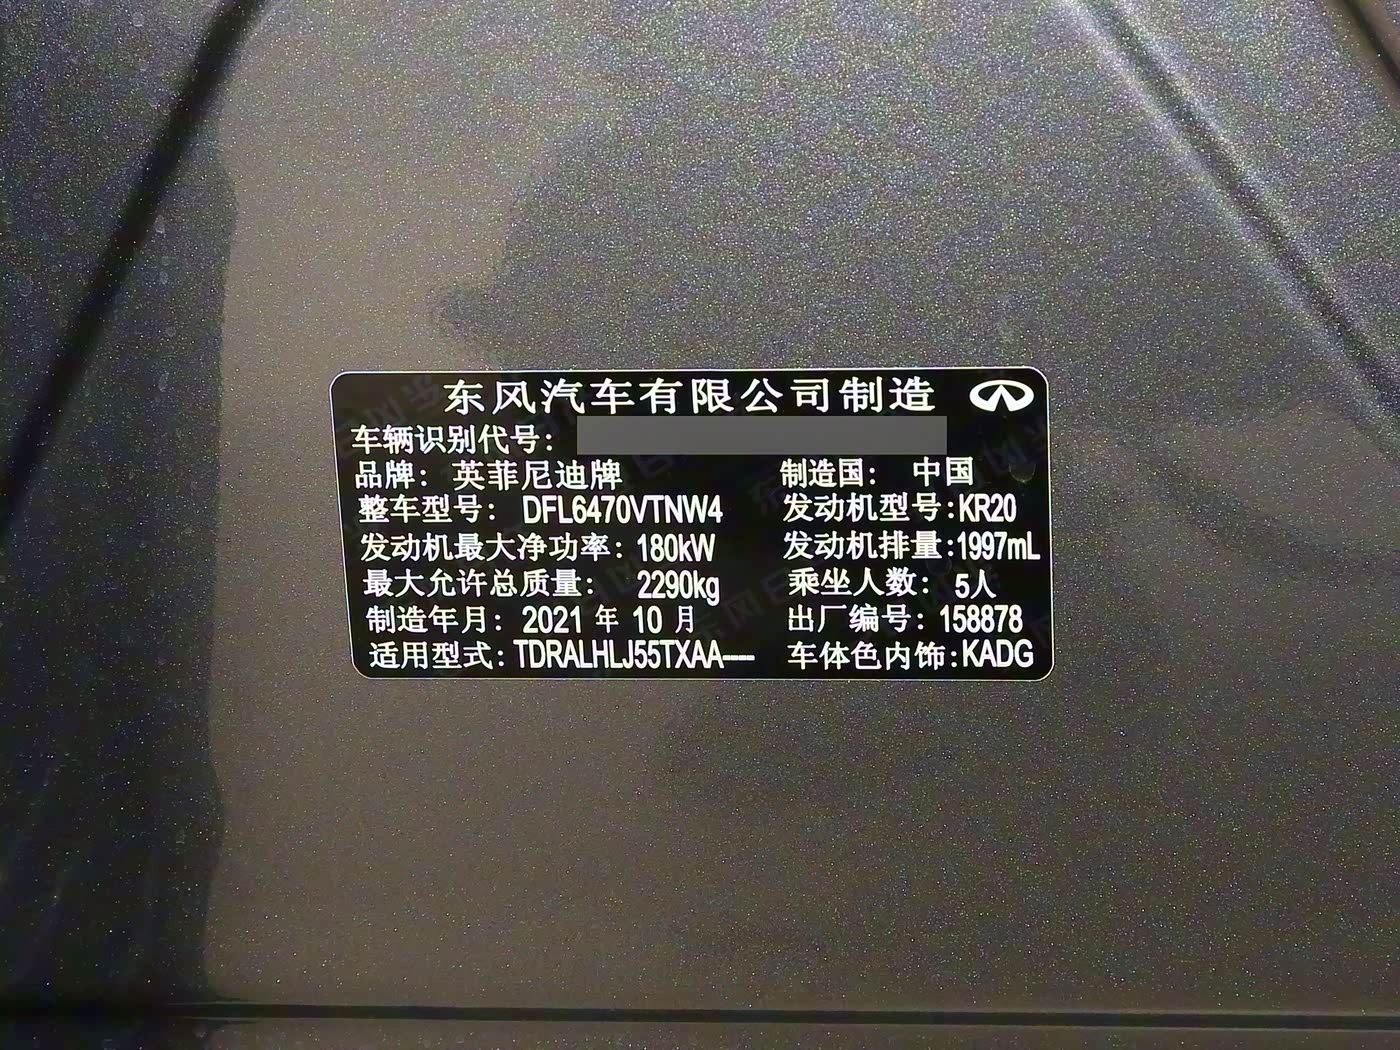 东风汽车有限公司制造
车辆识别代号:
品牌: 英菲尼迪牌 制造国: 中国
整车型号: DFL6470VTNW4 发动机型号:KR20
发动机最大净功率: 180kW 发动机排量:1997mL
最大允许总质量: 2290kg 乘坐人数: 5人
制造年月: 2021 年 10 月 出厂编号: 158878
适用型式: TDRALHLJ55TXAA---- 车体色内饰:KADG